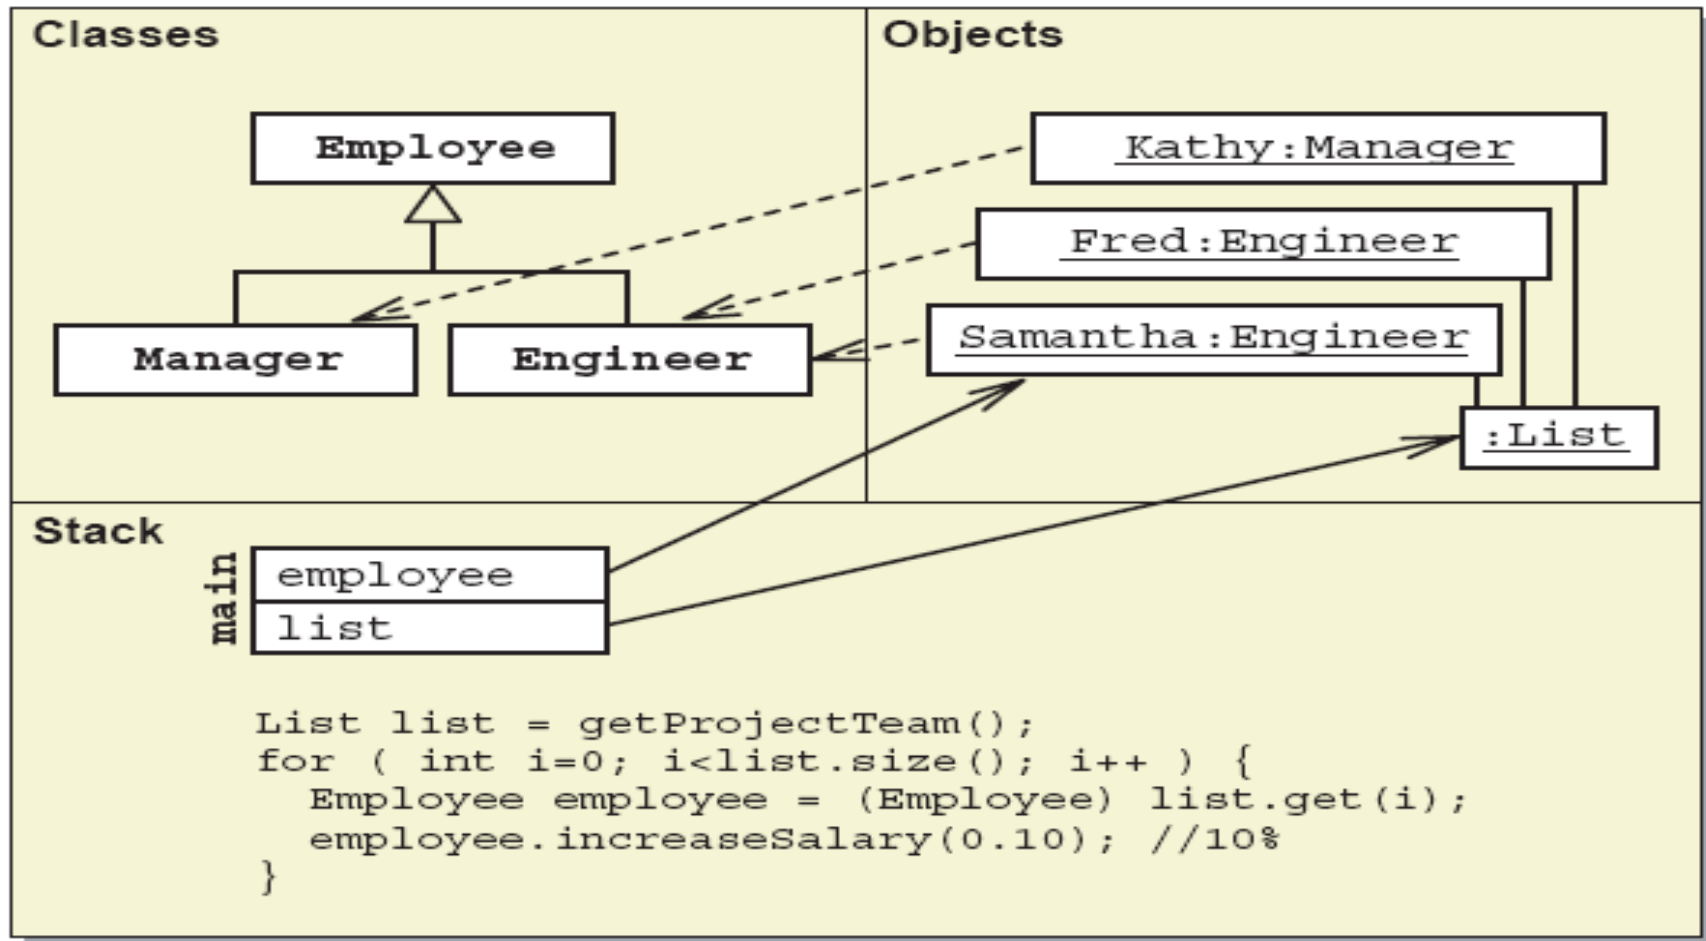 Classes
Employee
Manager
Engineer
Objects
Kathy:Manager
Fred:Engineer
Samantha:Engineer
:List
Stack
main
employee
list
List list = getProjectTeam();
for ( int i=0; i<list.size(); i++ ) {
  Employee employee = (Employee) list.get(i);
  employee.increaseSalary(0.10); //10%
}